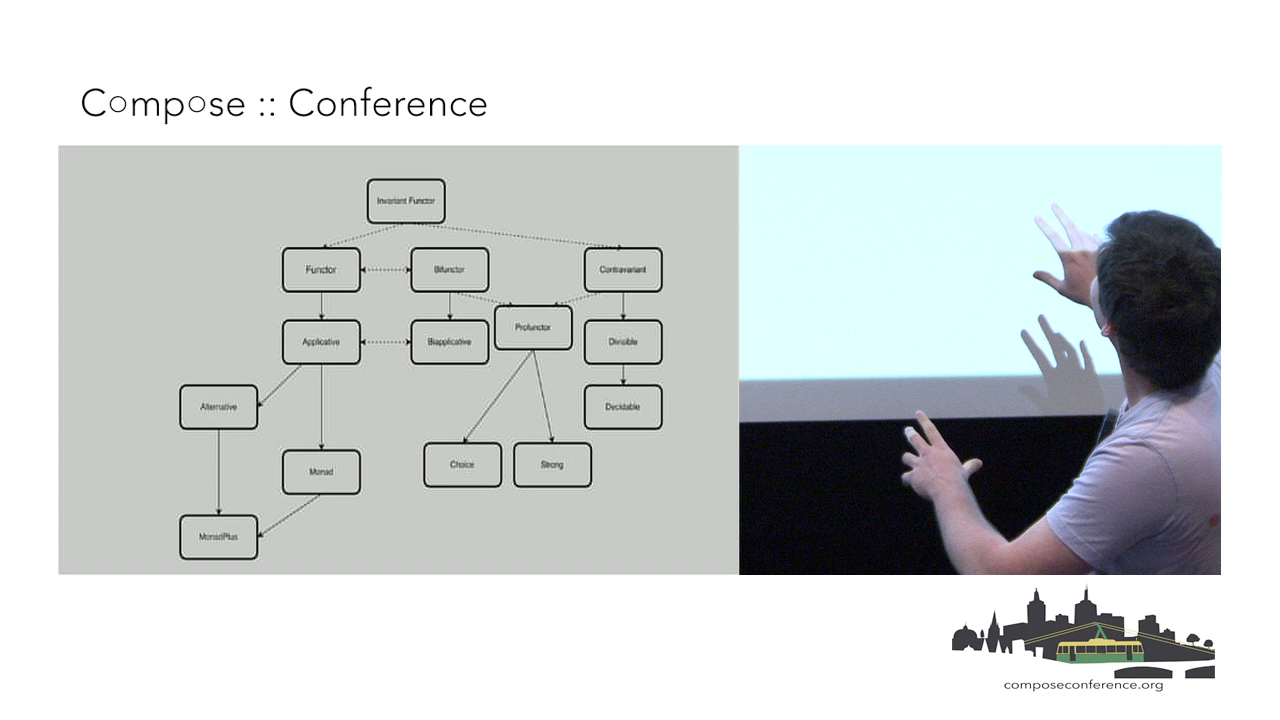 C○mp○se :: Conference
Invariant Functor
Functor
Bifunctor
Contravariant
Profunctor
Applicative
Biapplicative
Divisible
Alternative
Decidable
Monad
Choice
Strong
MonadPlus
composeconference.org